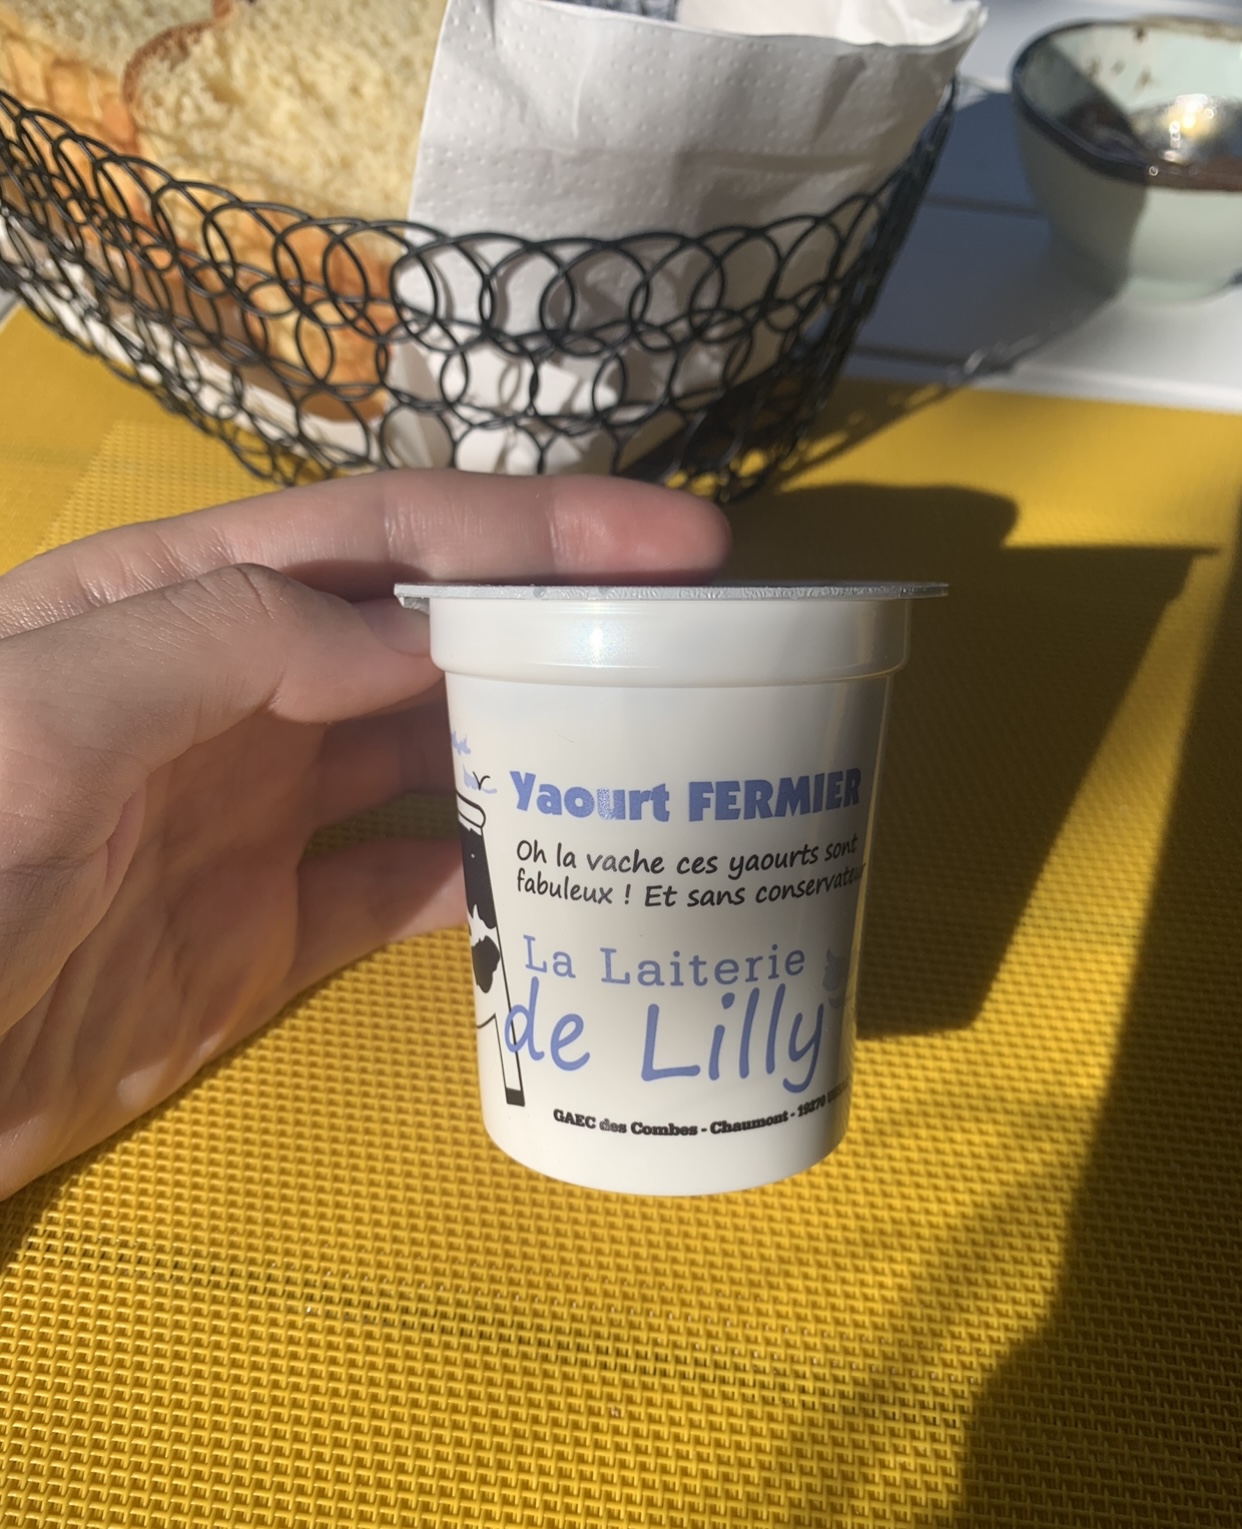 Yaourt FERMIER
Oh la vache ces yaourts sont
fabuleux ! Et sans conservateur
La Laiterie
de Lilly
GAEC des Combes - Chaumont - 19270